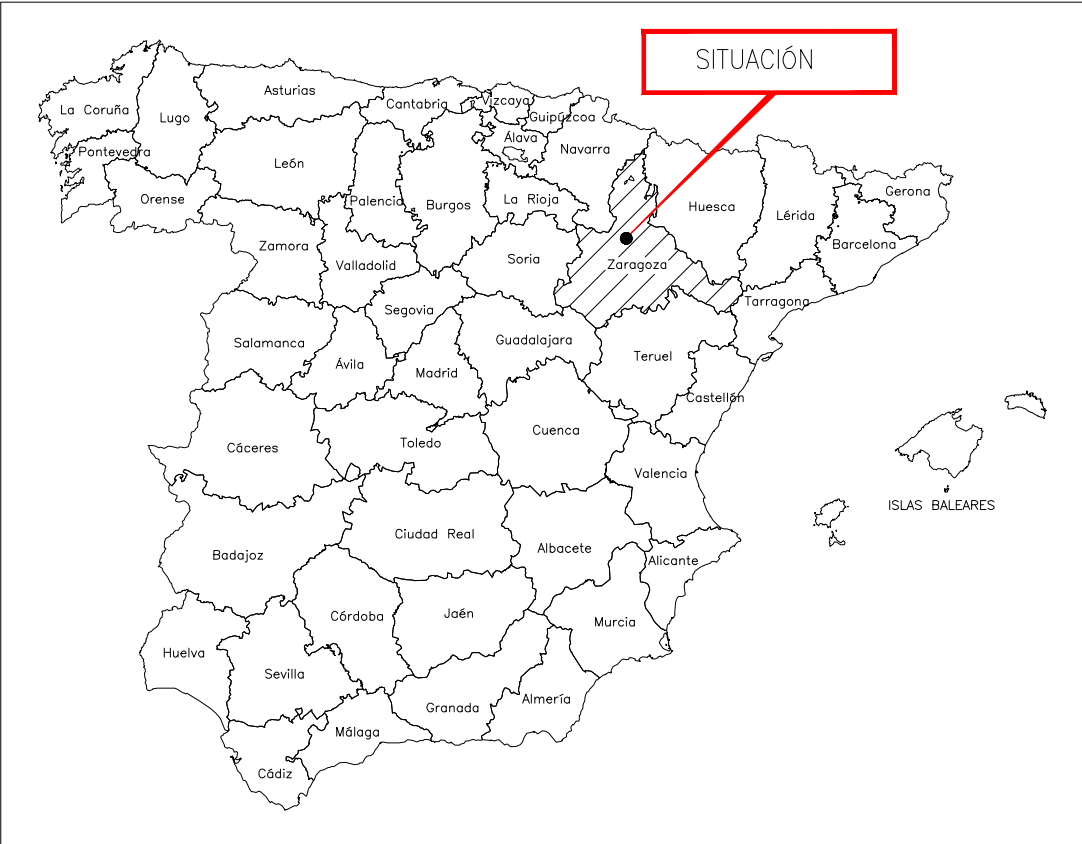 SITUACIÓN
Asturias
Cantabria
Vizcaya
La Coruña
Lugo
Guipúzcoa
Álava
Navarra
Pontevedra
León
Gerona
Orense
Palencia
Burgos
La Rioja
Huesca
Lérida
Zamora
Barcelona
Valladolid
Soria
Zaragoza
Segovia
Tarragona
Salamanca
Guadalajara
Ávila
Madrid
Teruel
Castellón
Cáceres
Toledo
Cuenca
Valencia
ISLAS BALEARES
Ciudad Real
Badajoz
Albacete
Alicante
Córdoba
Jaén
Murcia
Huelva
Sevilla
Almería
Granada
Málaga
Cádiz